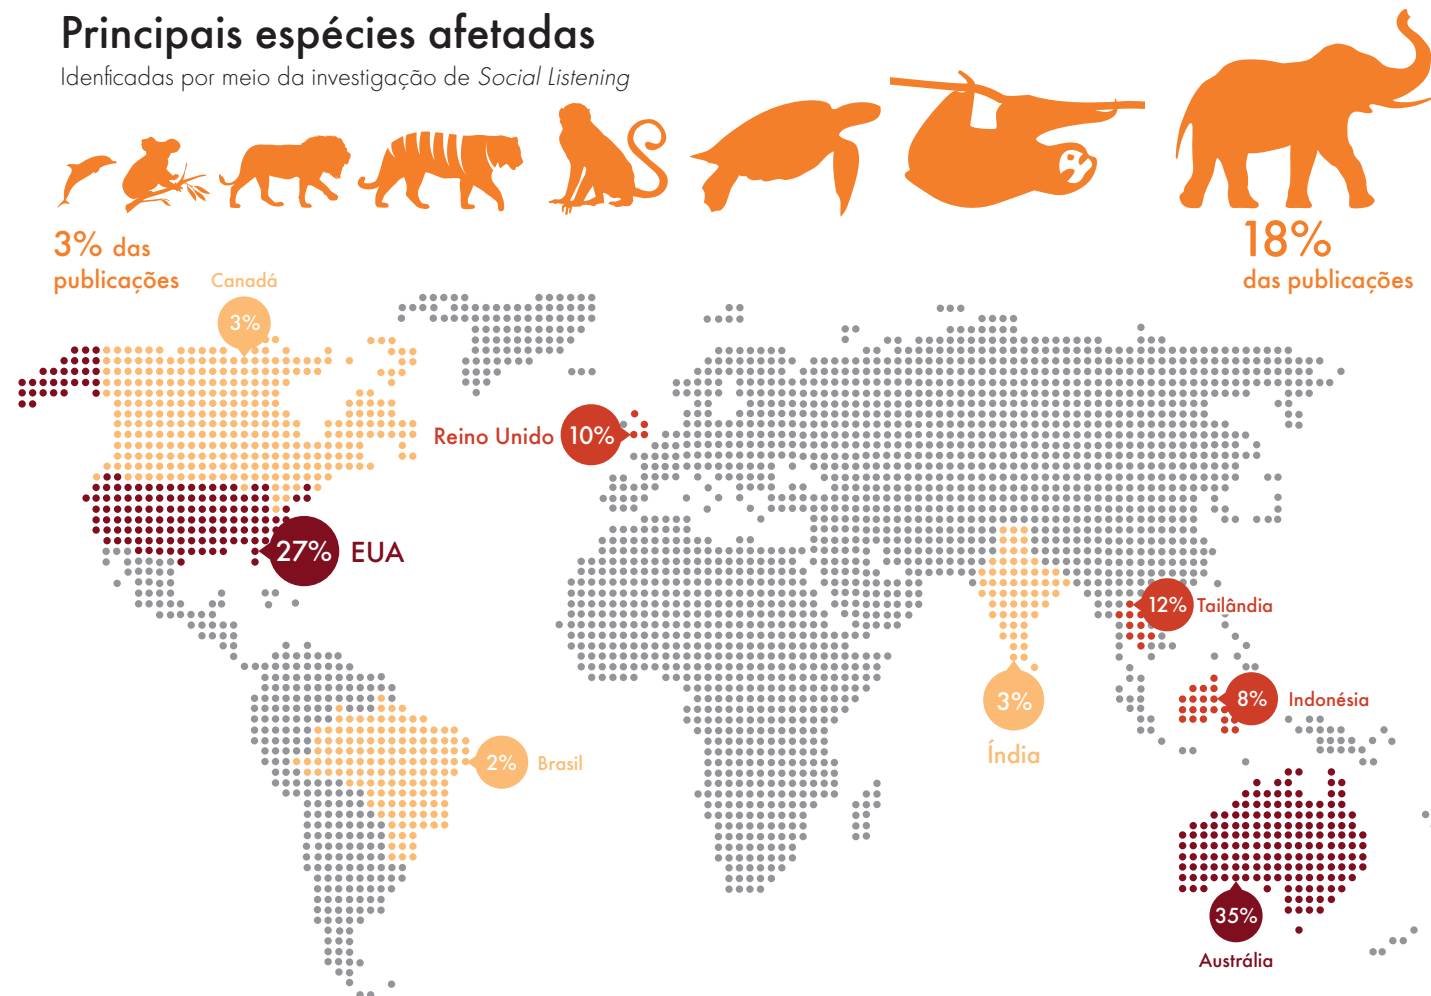 Principais espécies afetadas
Idenficadas por meio da investigação de Social Listening
3% das
publicações
18%
das publicações
Canadá
3%
Reino Unido 10%
27% EUA
12% Tailândia
8% Indonésia
3%
Índia
2% Brasil
35%
Austrália